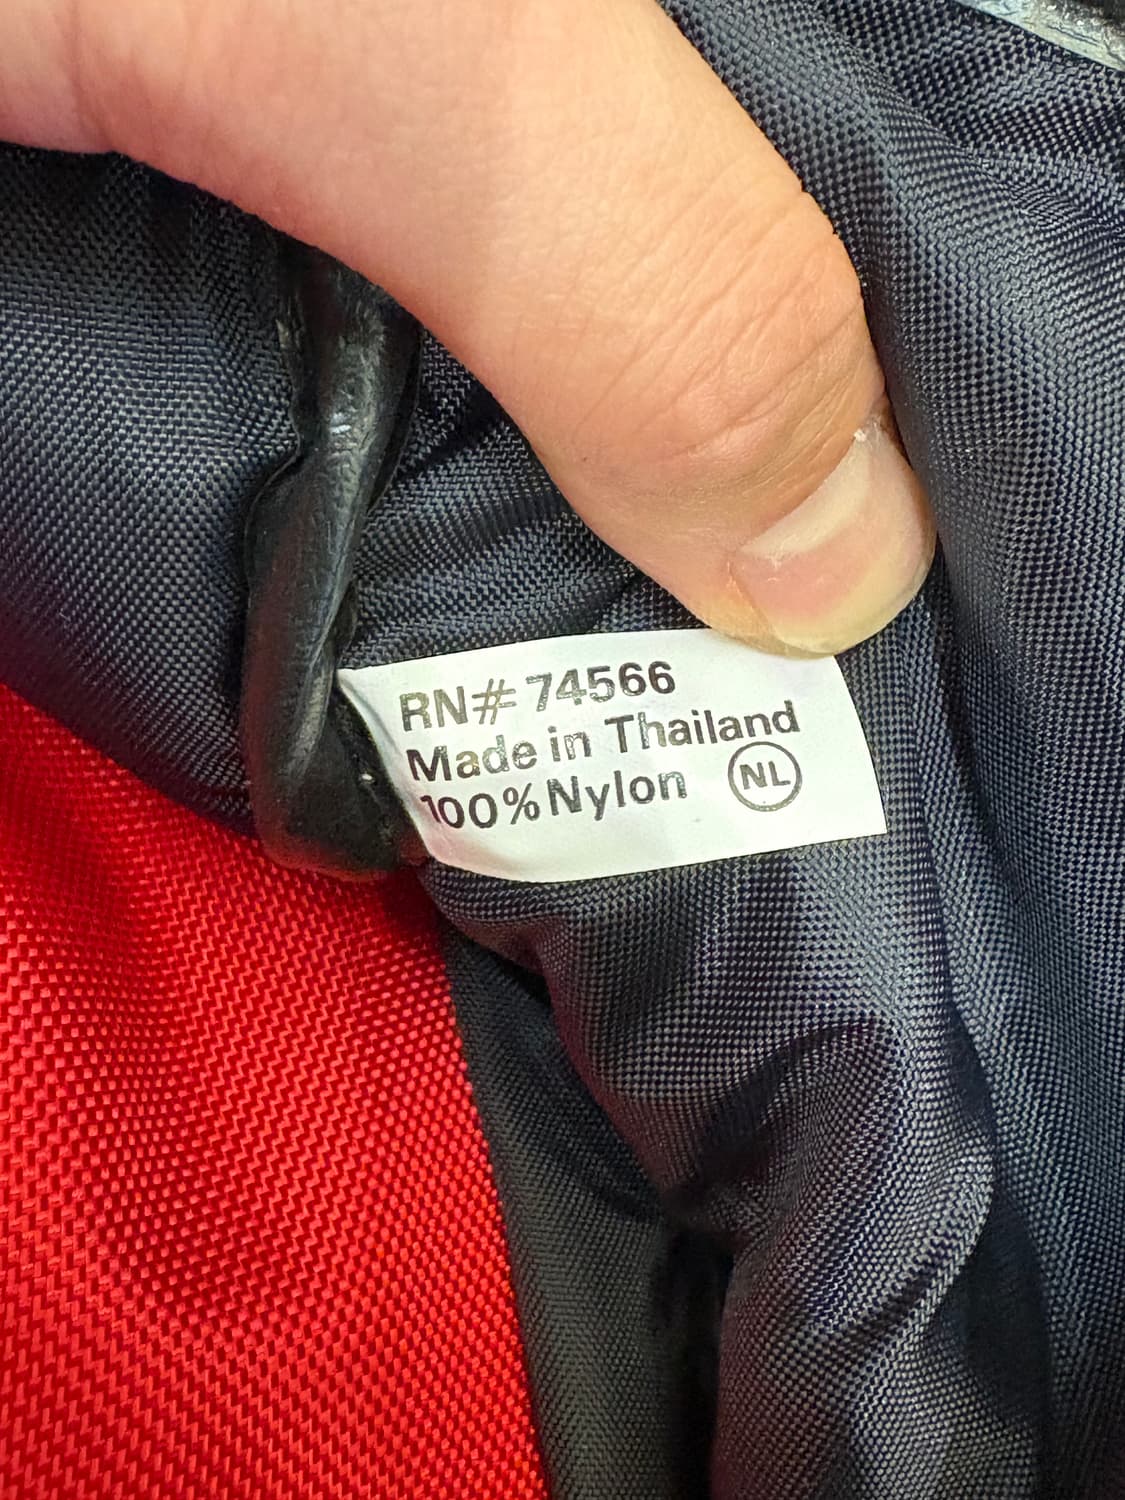 RN# 74566
Made in Thailand
100% Nylon NL